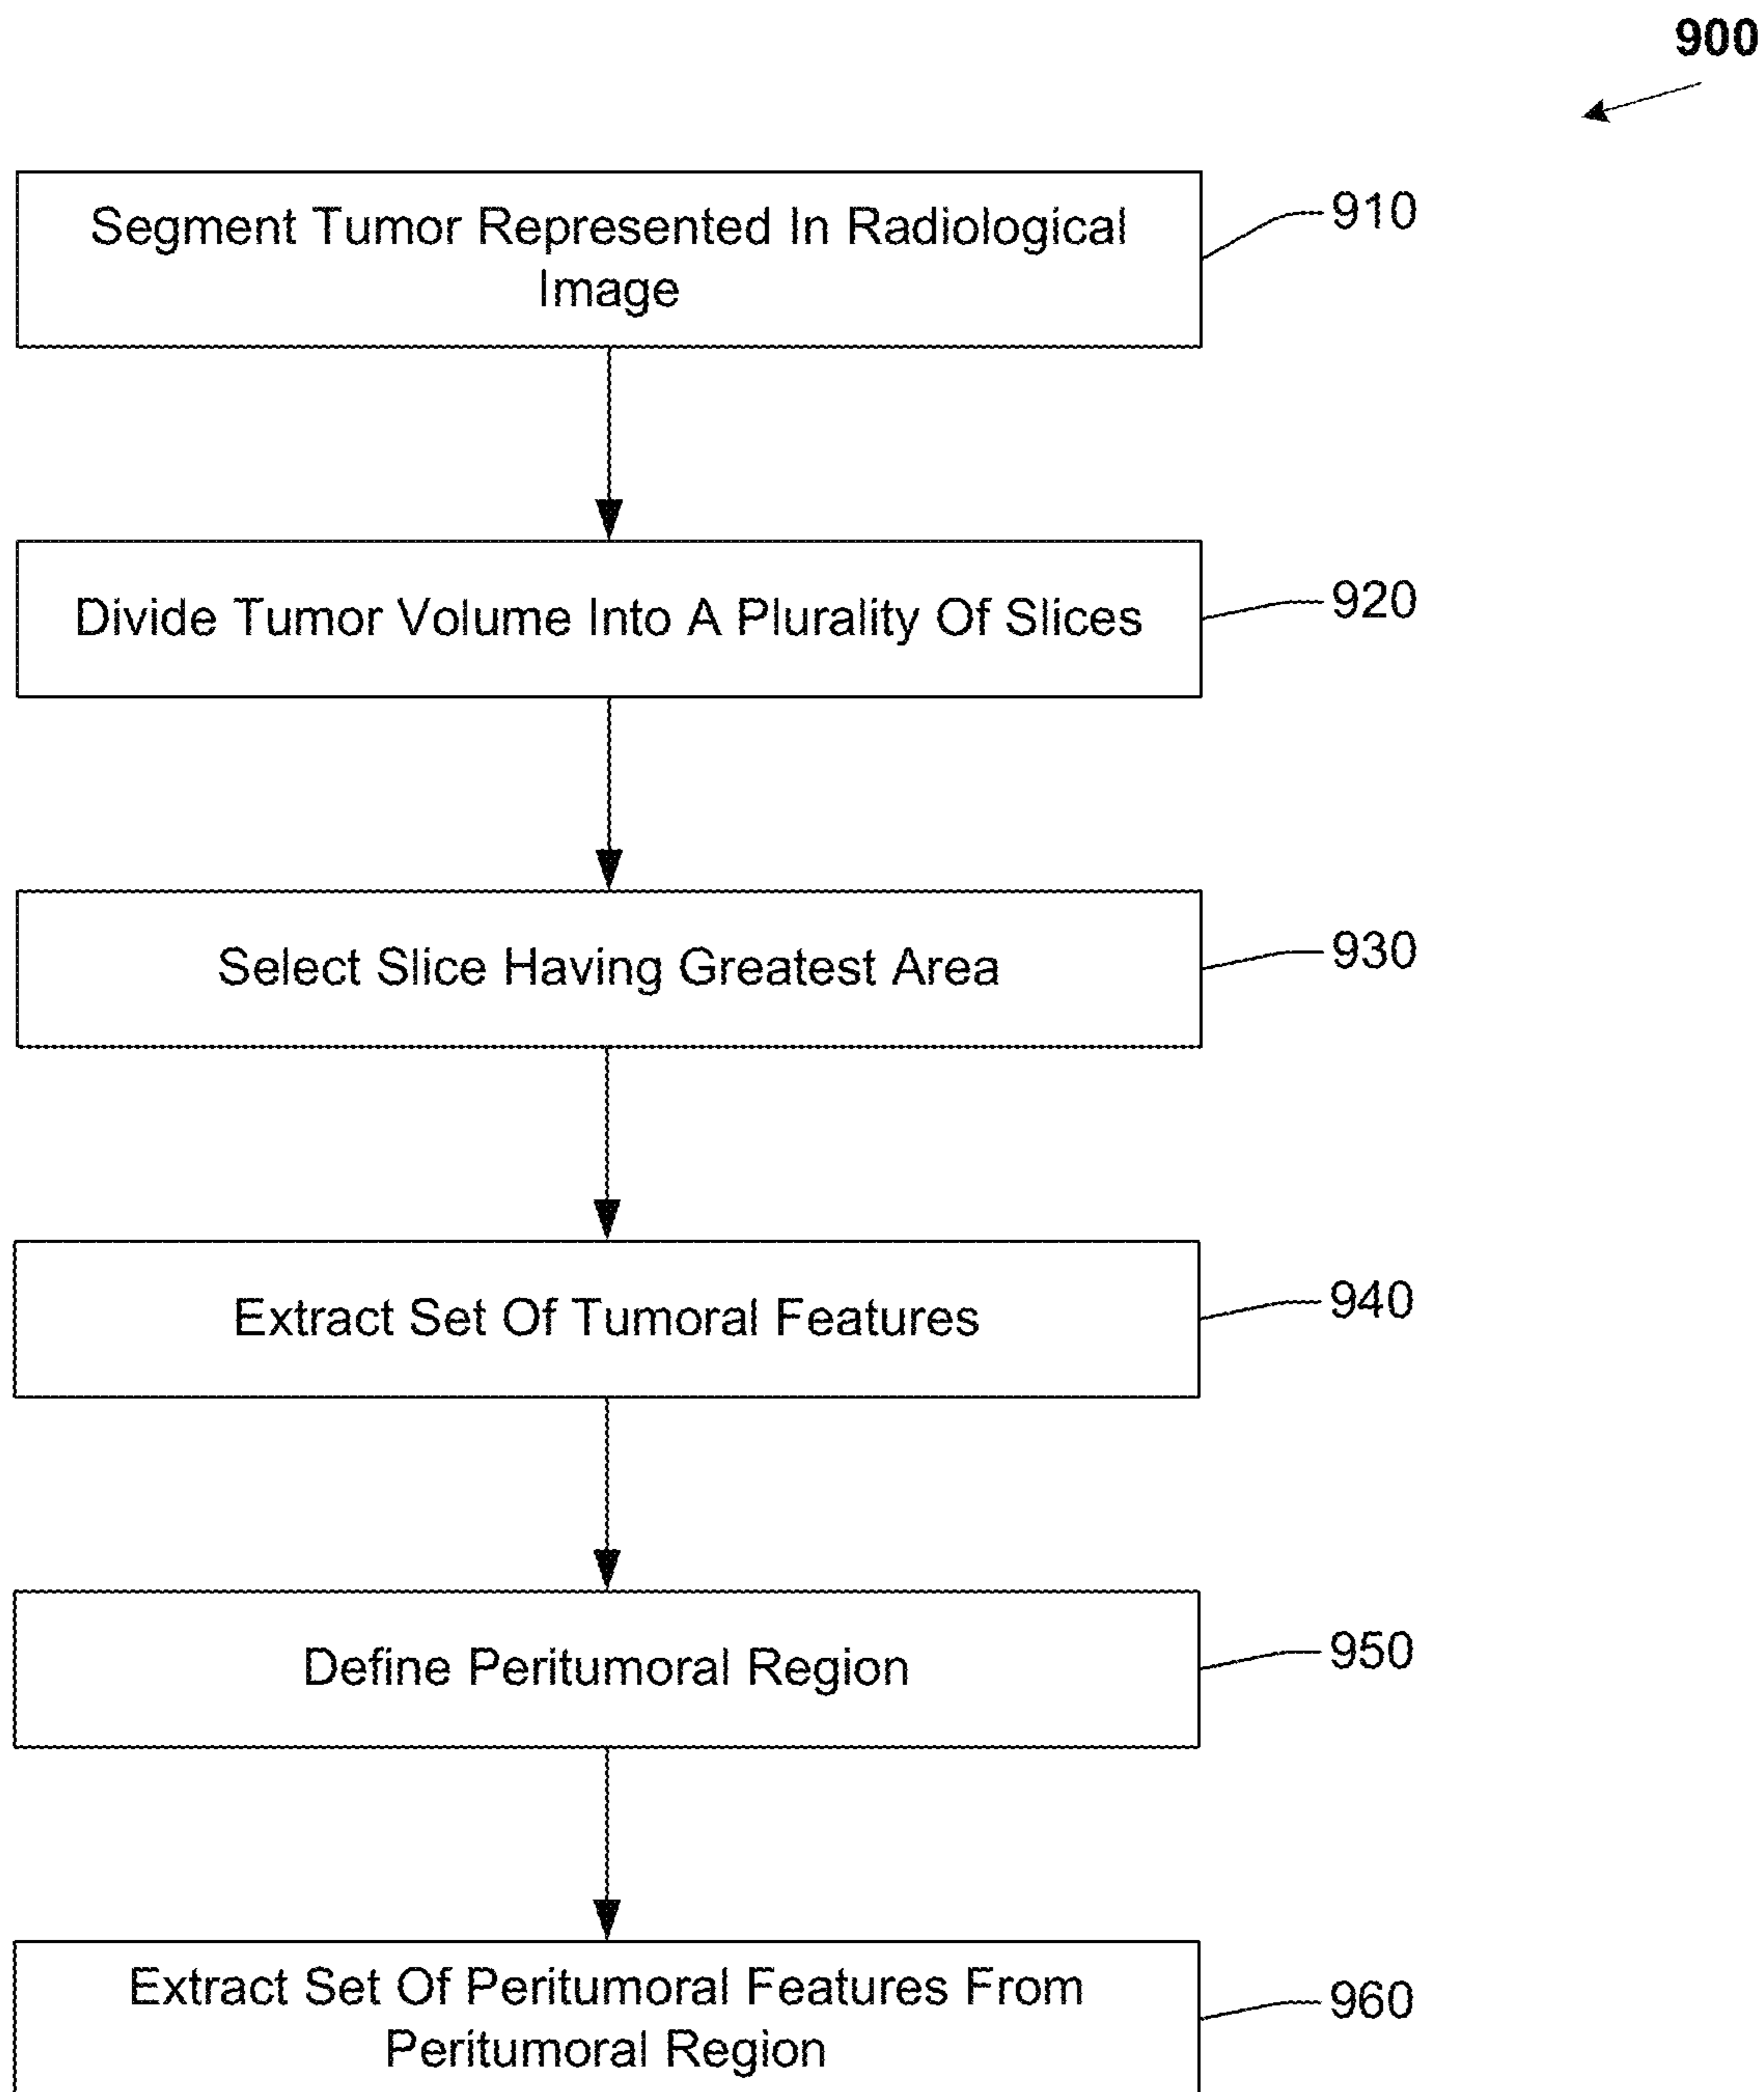 900
Segment Tumor Represented In Radiological
Image
910
Divide Tumor Volume Into A Plurality Of Slices
920
Select Slice Having Greatest Area
930
Extract Set Of Tumoral Features
940
Define Peritumoral Region
950
Extract Set Of Peritumoral Features From
Peritumoral Region
960